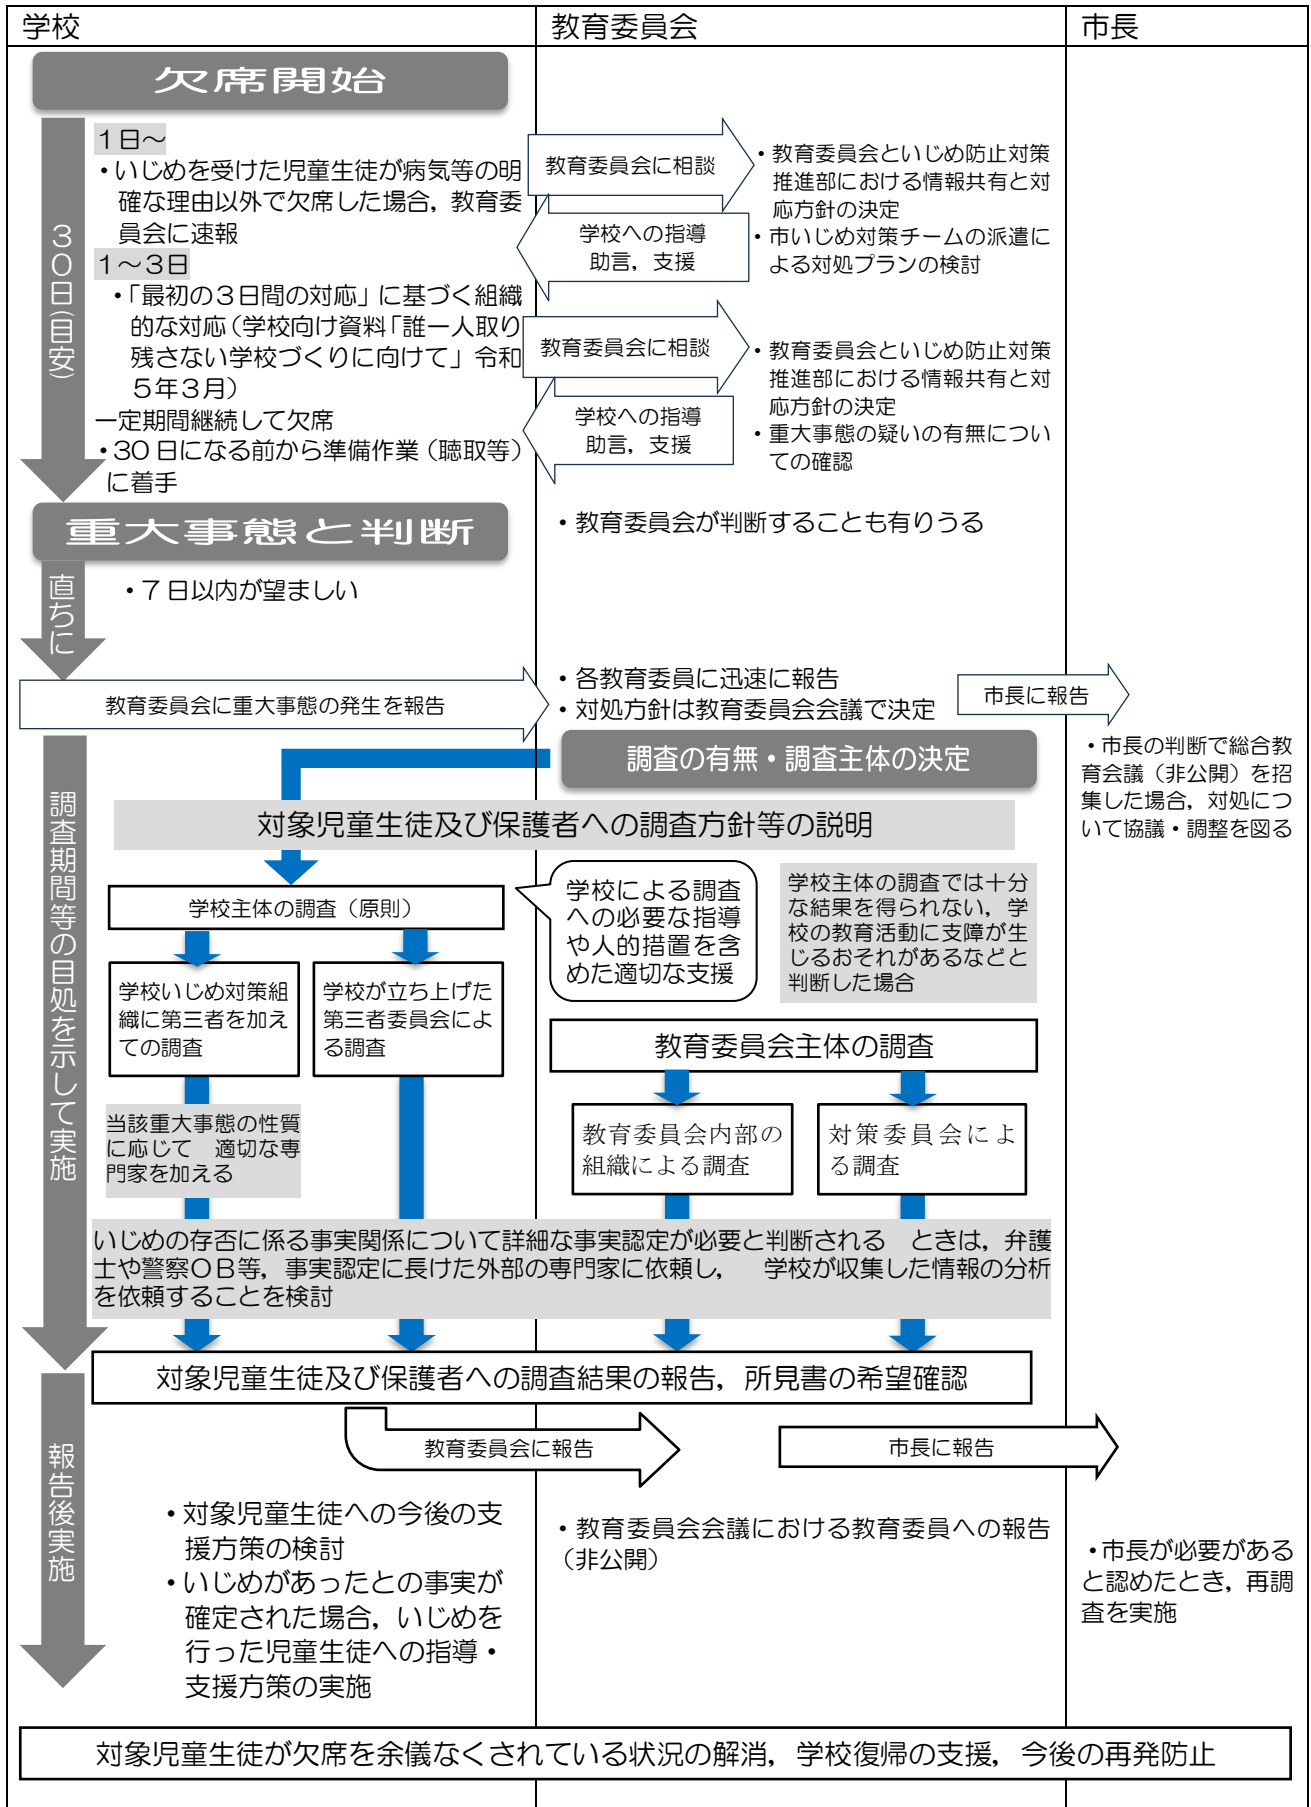 学校
教育委員会
市長
欠席開始
30日(目安)
１日～
・いじめを受けた児童生徒が病気等の明
確な理由以外で欠席した場合，教育委
員会に速報
１～３日
・「最初の３日間の対応」に基づく組織
的な対応（学校向け資料「誰一人取り
残さない学校づくりに向けて」令和
５年３月）
一定期間継続して欠席
・30 日になる前から準備作業（聴取等）
に着手
教育委員会に相談
学校への指導
助言，支援
・教育委員会といじめ防止対策
推進部における情報共有と対
応方針の決定
・市いじめ対策チームの派遣に
よる対処プランの検討
教育委員会に相談
学校への指導
助言，支援
・教育委員会といじめ防止対策
推進部における情報共有と対
応方針の決定
・重大事態の疑いの有無につい
ての確認
重大事態と判断
・教育委員会が判断することも有りうる
直ちに
・７日以内が望ましい
教育委員会に重大事態の発生を報告
・各教育委員に迅速に報告
・対処方針は教育委員会会議で決定
市長に報告
・市長の判断で総合教
育会議（非公開）を招
集した場合，対処につ
いて協議・調整を図る
調査の有無・調査主体の決定
調査期間等の目処を示して実施
対象児童生徒及び保護者への調査方針等の説明
学校主体の調査（原則）
学校による調査
への必要な指導
や人的措置を含
めた適切な支援
学校主体の調査では十分
な結果を得られない，学
校の教育活動に支障が生
じるおそれがあるなどと
判断した場合
学校いじめ対策組
織に第三者を加え
ての調査
学校が立ち上げた
第三者委員会によ
る調査
教育委員会主体の調査
当該重大事態の性質
に応じて　適切な専
門家を加える
教育委員会内部の
組織による調査
対策委員会によ
る調査
いじめの存否に係る事実関係について詳細な事実認定が必要と判断される　ときは，弁護
士や警察ＯＢ等，事実認定に長けた外部の専門家に依頼し，　学校が収集した情報の分析
を依頼することを検討
対象児童生徒及び保護者への調査結果の報告，所見書の希望確認
教育委員会に報告
市長に報告
報告後実施
・対象児童生徒への今後の支
援方策の検討
・いじめがあったとの事実が
確定された場合，いじめを
行った児童生徒への指導・
支援方策の実施
・教育委員会会議における教育委員への報告
（非公開）
・市長が必要がある
と認めたとき，再調
査を実施
対象児童生徒が欠席を余儀なくされている状況の解消，学校復帰の支援，今後の再発防止